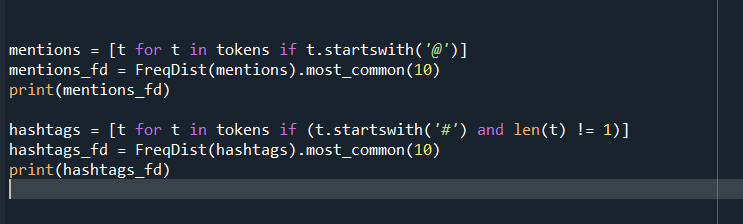 mentions = [t for t in tokens if t.startswith('@')]
mentions_fd = FreqDist(mentions).most_common(10)
print(mentions_fd)
hashtags = [t for t in tokens if (t.startswith('#') and len(t) != 1)]
hashtags_fd = FreqDist(hashtags).most_common(10)
print(hashtags_fd)